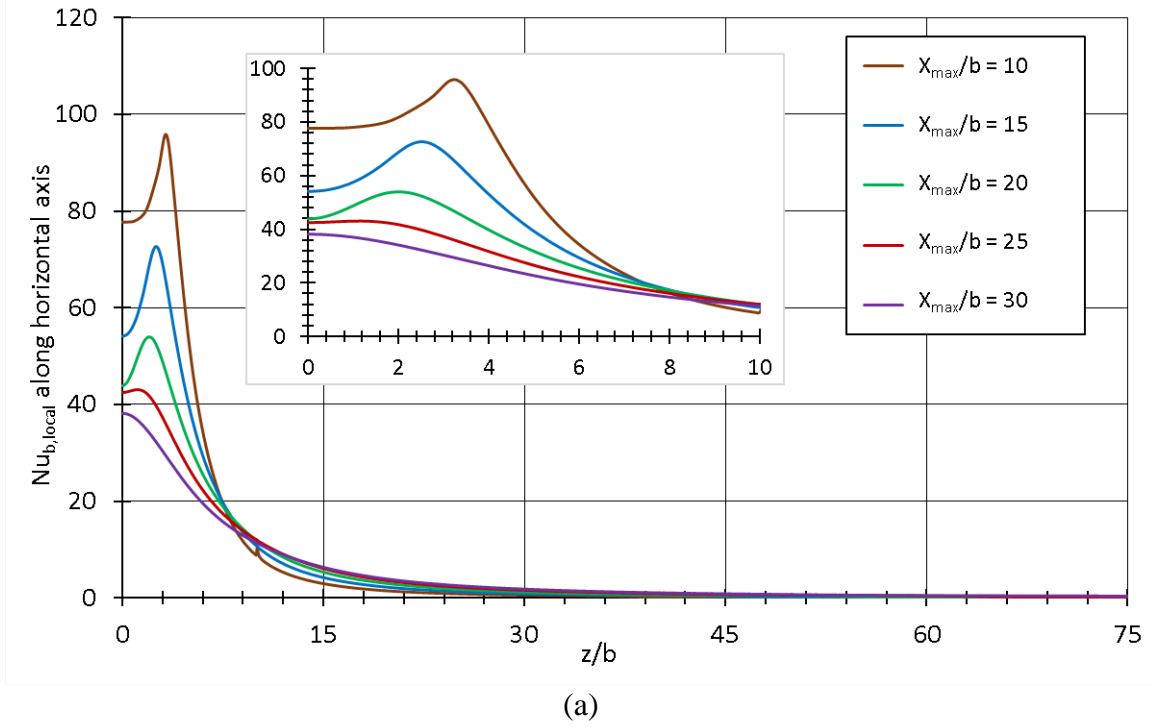 120
100
80
60
40
20
0
Nu_b,local along horizontal axis
100
80
60
40
20
0
0 2 4 6 8 10
X_max/b = 10
X_max/b = 15
X_max/b = 20
X_max/b = 25
X_max/b = 30
0 15 30 45 60 75
z/b
(a)